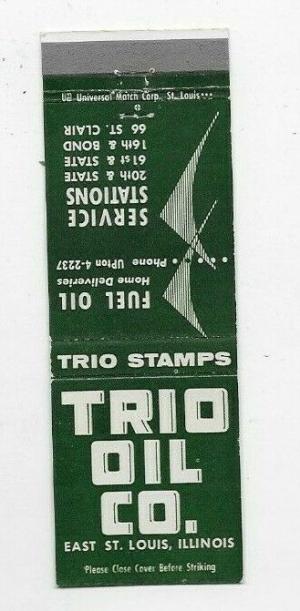 Universal Match Corp. St. Louis
FUEL OIL
Home Deliveries
Phone UPton 4-2237
SERVICE
STATIONS
20th & STATE
61st & STATE
16th & BOND
66 ST. CLAIR
TRIO STAMPS
TRIO
OIL
CO.
EAST ST. LOUIS, ILLINOIS
Please Close Cover Before Striking